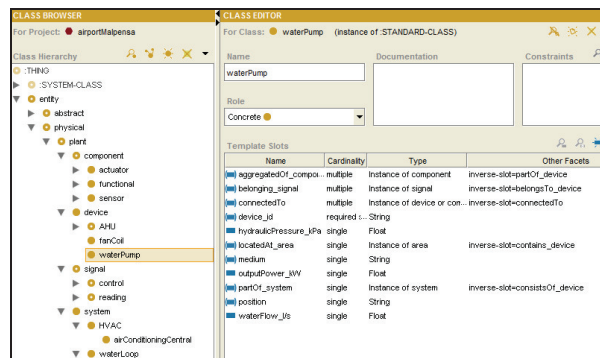 CLASS BROWSER
For Project: airportMalpensa
Class Hierarchy
:THING
:SYSTEM-CLASS
entity
abstract
physical
plant
component
actuator
functional
sensor
device
AHU
fanCoil
waterPump
signal
control
reading
system
HVAC
airConditioningCentral
waterLoop
CLASS EDITOR
For Class: waterPump (instance of :STANDARD-CLASS)
Name Documentation Constraints
waterPump
Role
Concrete
Template Slots
Name Cardinality Type Other Facets
aggregatedOf_compo... multiple Instance of component inverse-slot=partOf_device
belonging_signal multiple Instance of signal inverse-slot=belongsTo_device
connectedTo multiple Instance of device or com... inverse-slot=connectedTo
device_id required s... String
hydraulicPressure_kPa single Float
locatedAt_area single Instance of area inverse-slot=contains_device
medium single String
outputPower_kW single Float
partOf_system single Instance of system inverse-slot=consistsOf_device
position single String
waterFlow_l/s single Float